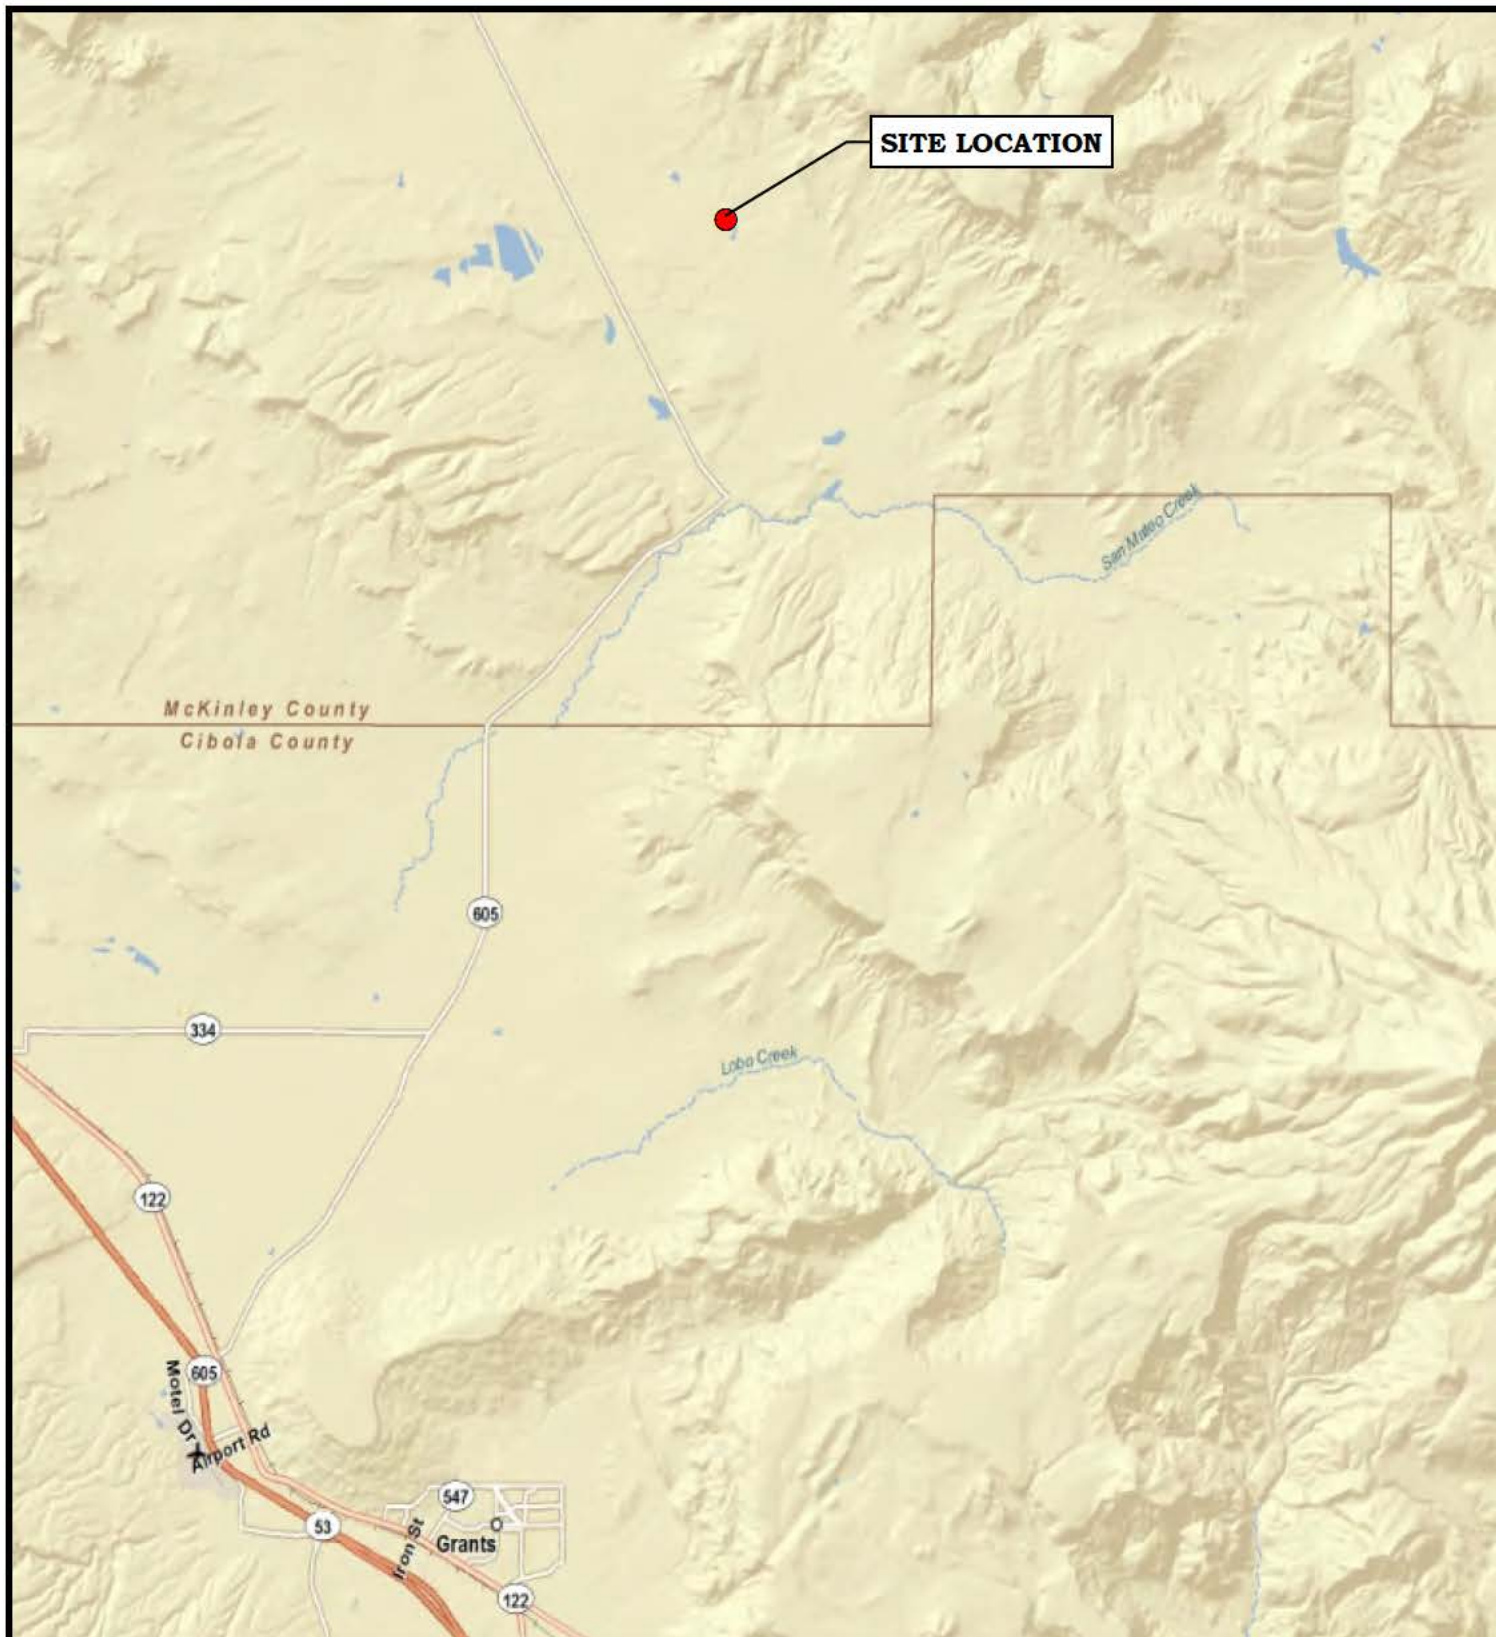 SITE LOCATION
San Mateo Creek
McKinley County
Cibola County
605
334
Lobo Creek
122
605
Motel Dr
Airport Rd
547
53
Iron St
Grants
122